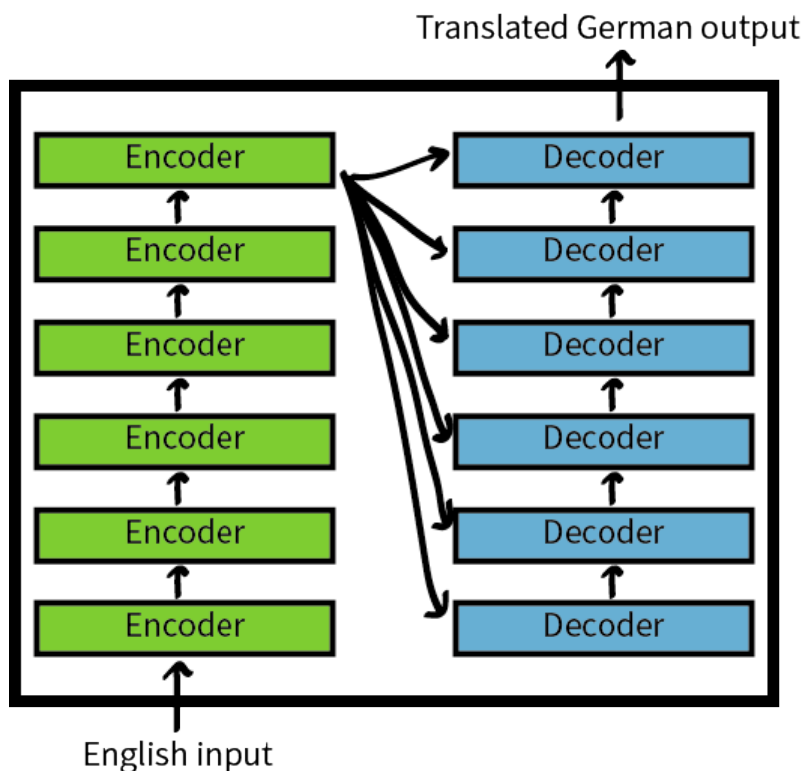 Translated German output
Encoder
Decoder
Encoder
Decoder
Encoder
Decoder
Encoder
Decoder
Encoder
Decoder
Encoder
Decoder
English input